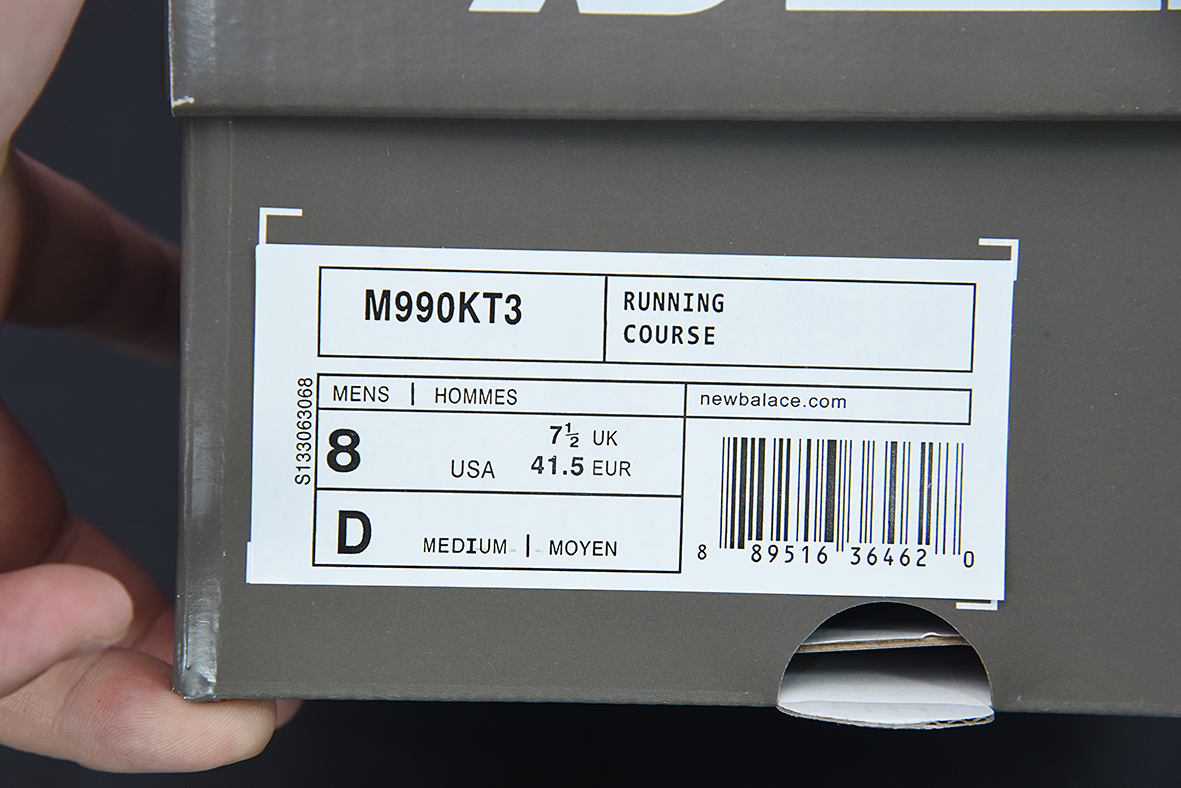 M990KT3
RUNNING
COURSE
S133063068
MENS | HOMMES
newbalace.com
8 USA
7½ UK
41.5 EUR
D MEDIUM | MOYEN
8 89516 36462 0